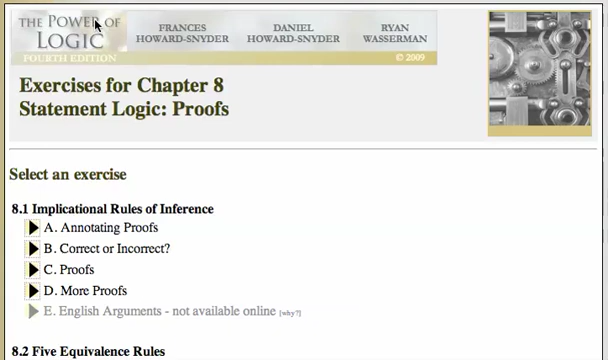 THE POWER OF
LOGIC
FOURTH EDITION
FRANCES
HOWARD-SNYDER
DANIEL
HOWARD-SNYDER
RYAN
WASSERMAN
© 2009
Exercises for Chapter 8
Statement Logic: Proofs
Select an exercise
8.1 Implicational Rules of Inference
A. Annotating Proofs
B. Correct or Incorrect?
C. Proofs
D. More Proofs
E. English Arguments - not available online [why?]
8.2 Five Equivalence Rules